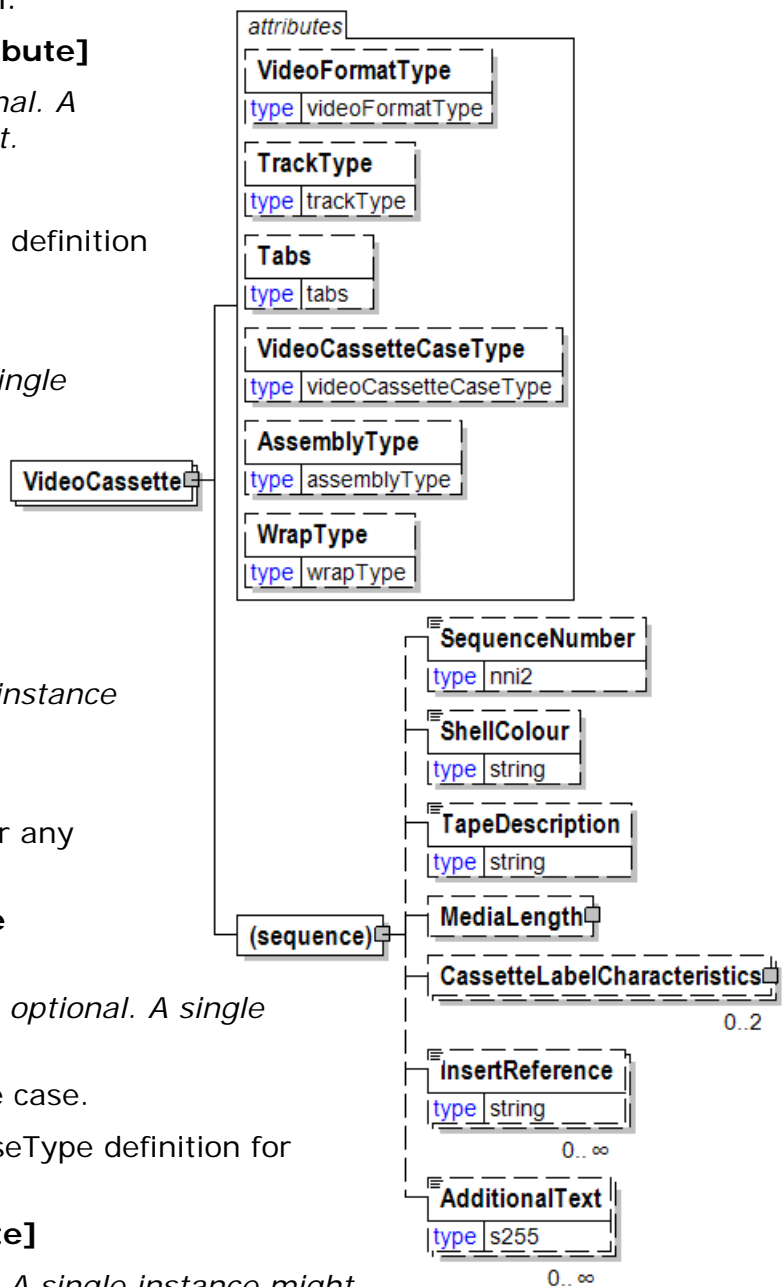 bute]
nal. A
t.
definition
ingle
instance
r any
e
optional. A single
e case.
seType definition for
te]
A single instance might
attributes
VideoFormatType
type videoFormatType
TrackType
type trackType
Tabs
type tabs
VideoCassetteCaseType
type videoCassetteCaseType
AssemblyType
type assemblyType
WrapType
type wrapType
VideoCassette
(sequence)
SequenceNumber
type nni2
ShellColour
type string
TapeDescription
type string
MediaLength
CassetteLabelCharacteristics
0..2
InsertReference
type string
0.. ∞
AdditionalText
type s255
0.. ∞